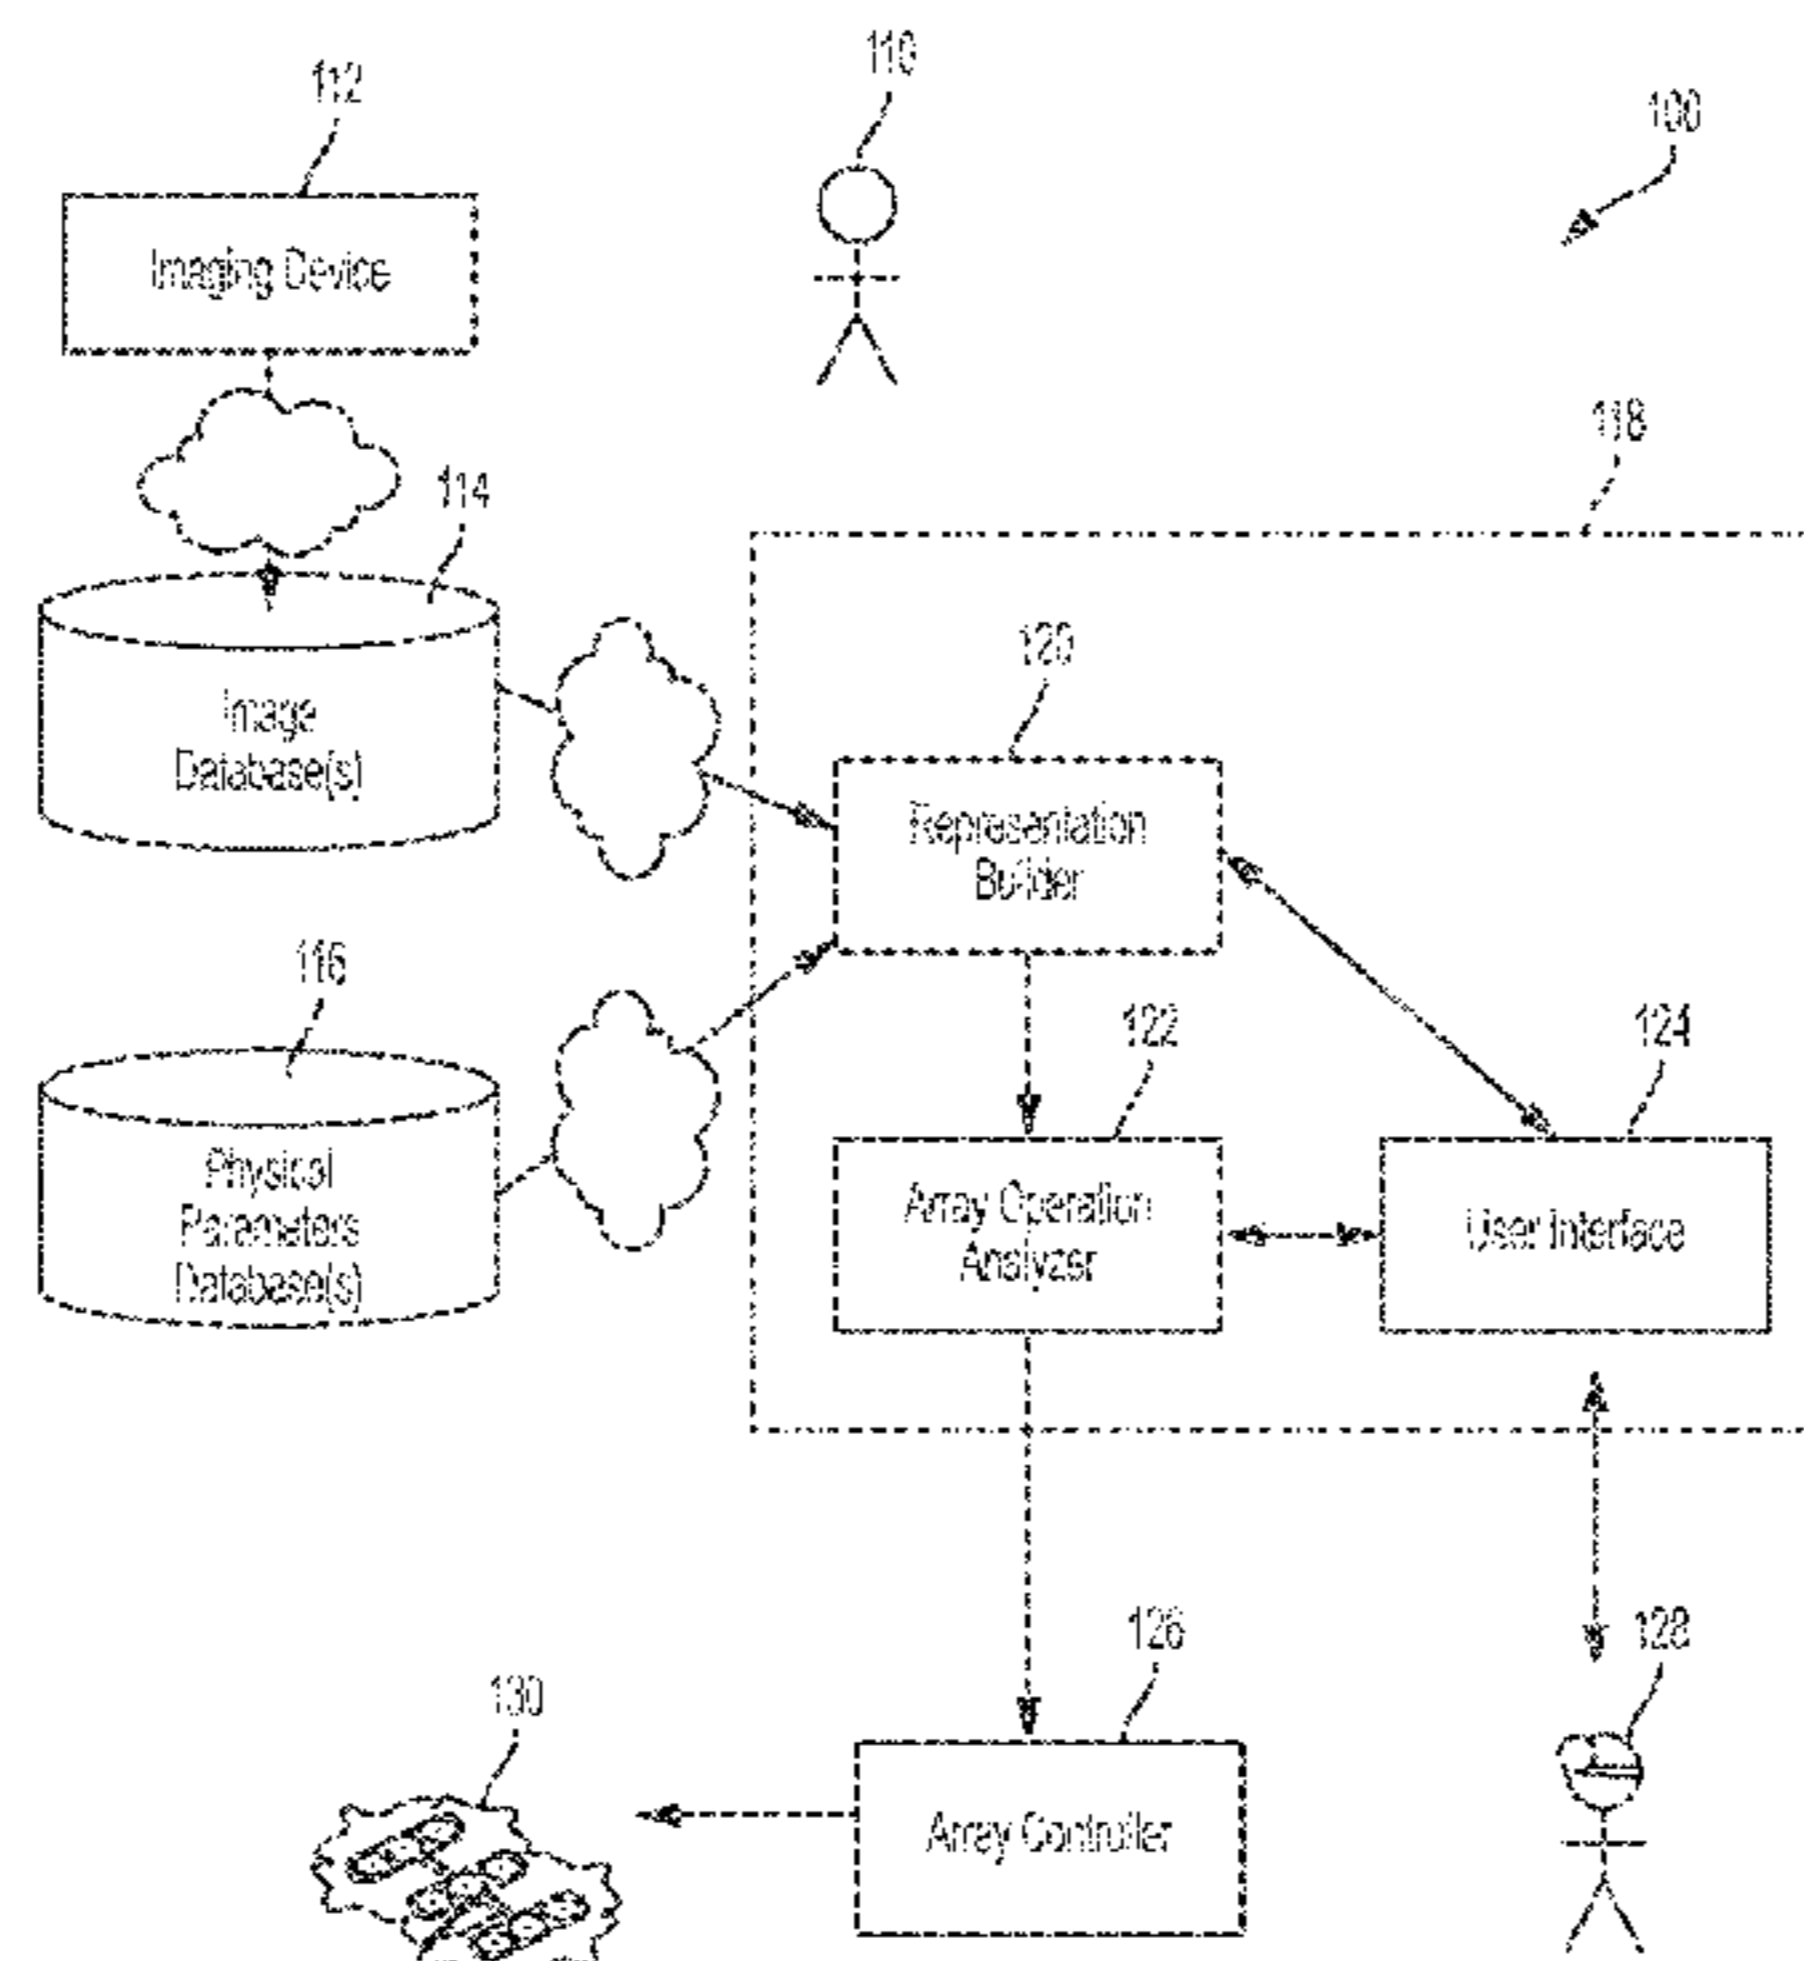 110
112
100
Imaging Device
118
114
120
Image
Database(s)
Representation
Builder
116
122
124
Physical
Parameters
Database(s)
Array Operation
Analyzer
User Interface
126
128
130
Array Controller